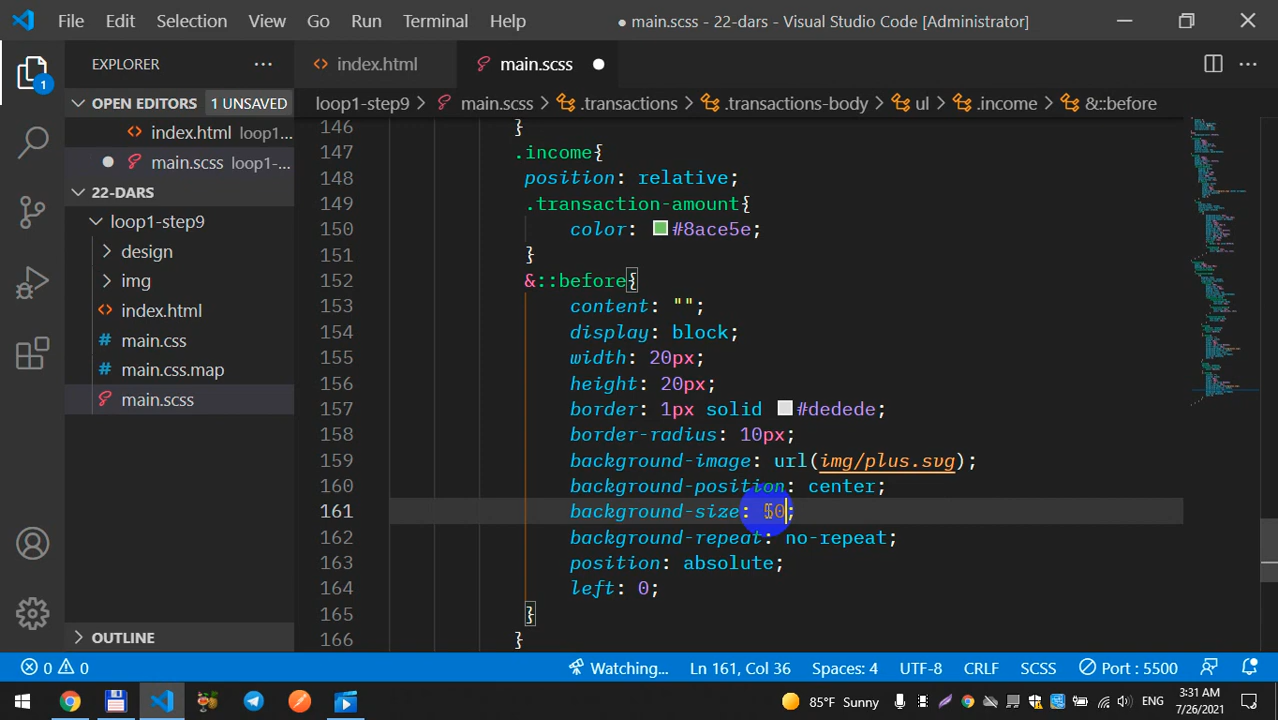 File Edit Selection View Go Run Terminal Help ● main.scss - 22-dars - Visual Studio Code [Administrator]
EXPLORER
index.html main.scss
OPEN EDITORS 1 UNSAVED
loop1-step9 > main.scss > .transactions > .transactions-body > ul > .income > &::before
index.html loop1...
main.scss loop1-...
22-DARS
loop1-step9
design
img
index.html
main.css
main.css.map
main.scss
OUTLINE
1
146 }
147 .income{
148 position: relative;
149 .transaction-amount{
150 color: #8ace5e;
151 }
152 &::before{
153 content: "";
154 display: block;
155 width: 20px;
156 height: 20px;
157 border: 1px solid #dedede;
158 border-radius: 10px;
159 background-image: url(img/plus.svg);
160 background-position: center;
161 background-size: ;
162 background-repeat: no-repeat;
163 position: absolute;
164 left: 0;
165 }
166 }
0 0 Watching... Ln 161, Col 36 Spaces: 4 UTF-8 CRLF SCSS Port : 5500
85°F Sunny ENG 3:31 AM
7/26/2021